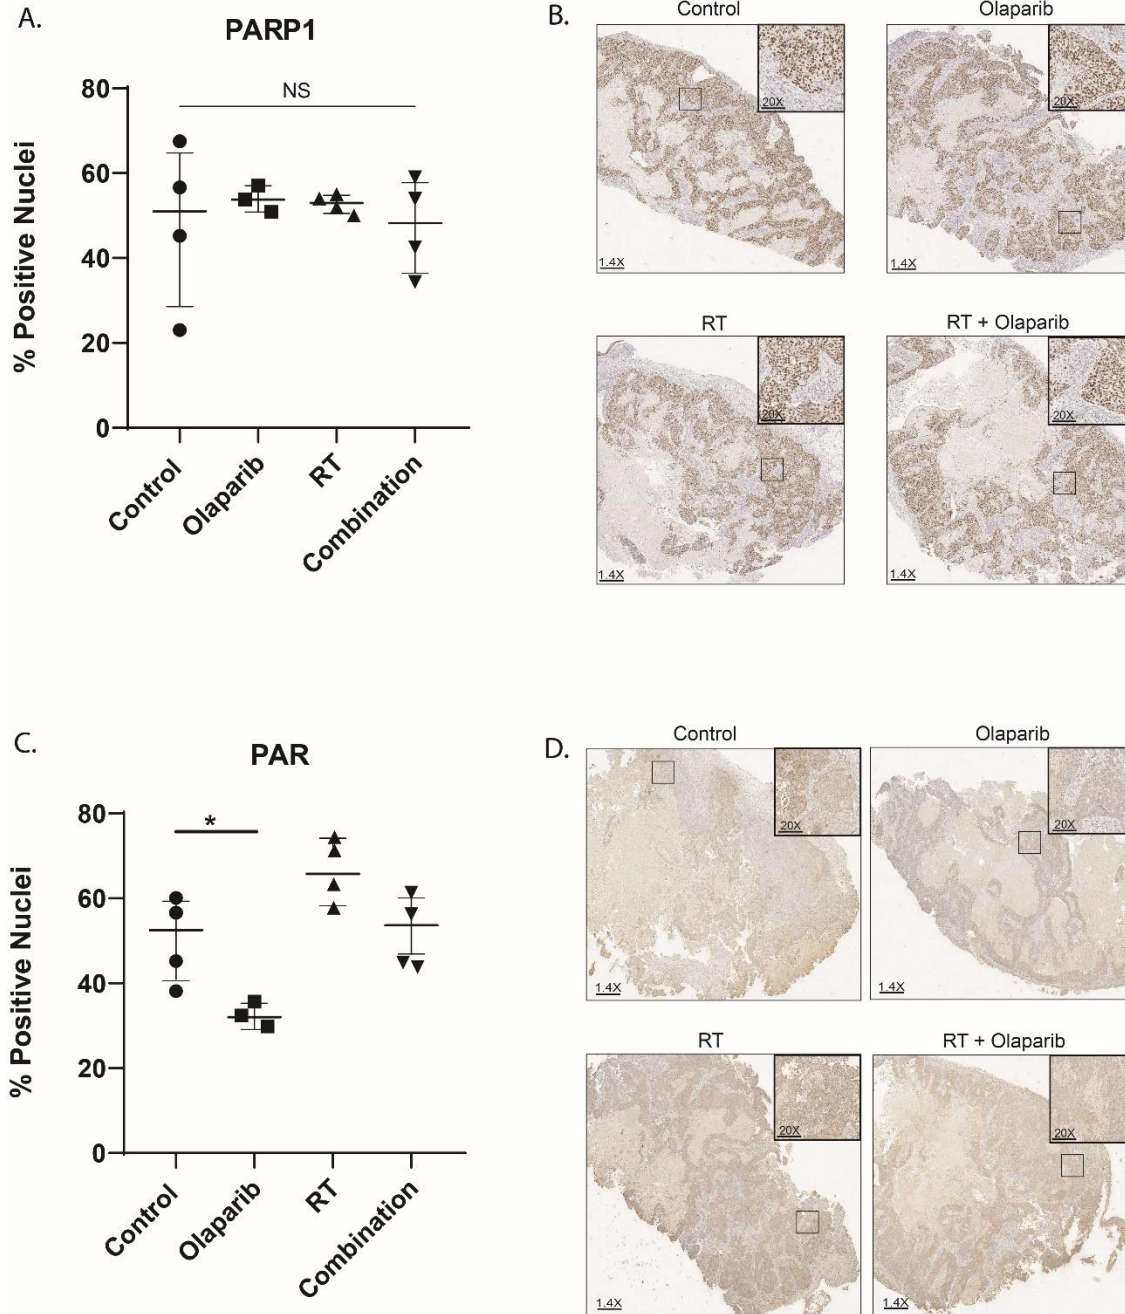 A.
PARP1
NS
% Positive Nuclei
80
60
40
20
0
Control
Olaparib
RT
Combination
B.
Control
Olaparib
20X
1.4X
20X
1.4X
RT
RT + Olaparib
20X
1.4X
20X
1.4X
C.
PAR
*
% Positive Nuclei
80
60
40
20
0
Control
Olaparib
RT
Combination
D.
Control
Olaparib
20X
1.4X
20X
1.4X
RT
RT + Olaparib
20X
1.4X
20X
1.4X